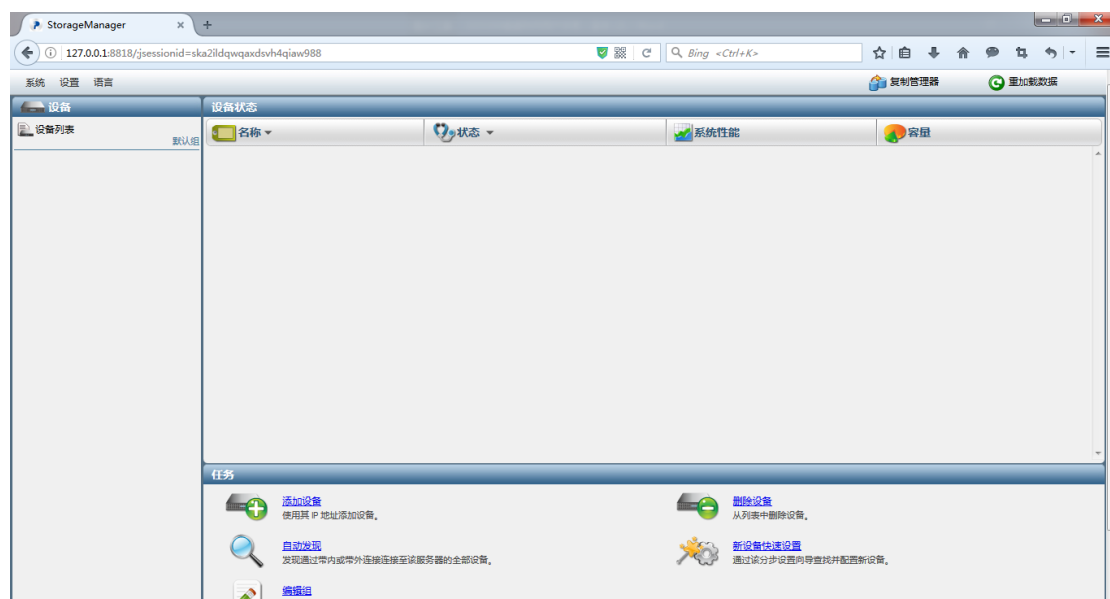 StorageManager
127.0.0.1:8818/jsessionid=ska2ildqwqaxdsvh4qiaw988
Bing <Ctrl+K>
系统 设置 语言
复制管理器
重加载数据
设备
设备状态
设备列表
默认组
名称
状态
系统性能
容量
任务
添加设备
使用其 IP 地址添加设备。
删除设备
从列表中删除设备。
自动发现
发现通过带内或带外连接连接至该服务器的全部设备。
新设备快速设置
通过该分步设置向导查找并配置新设备。
编辑组